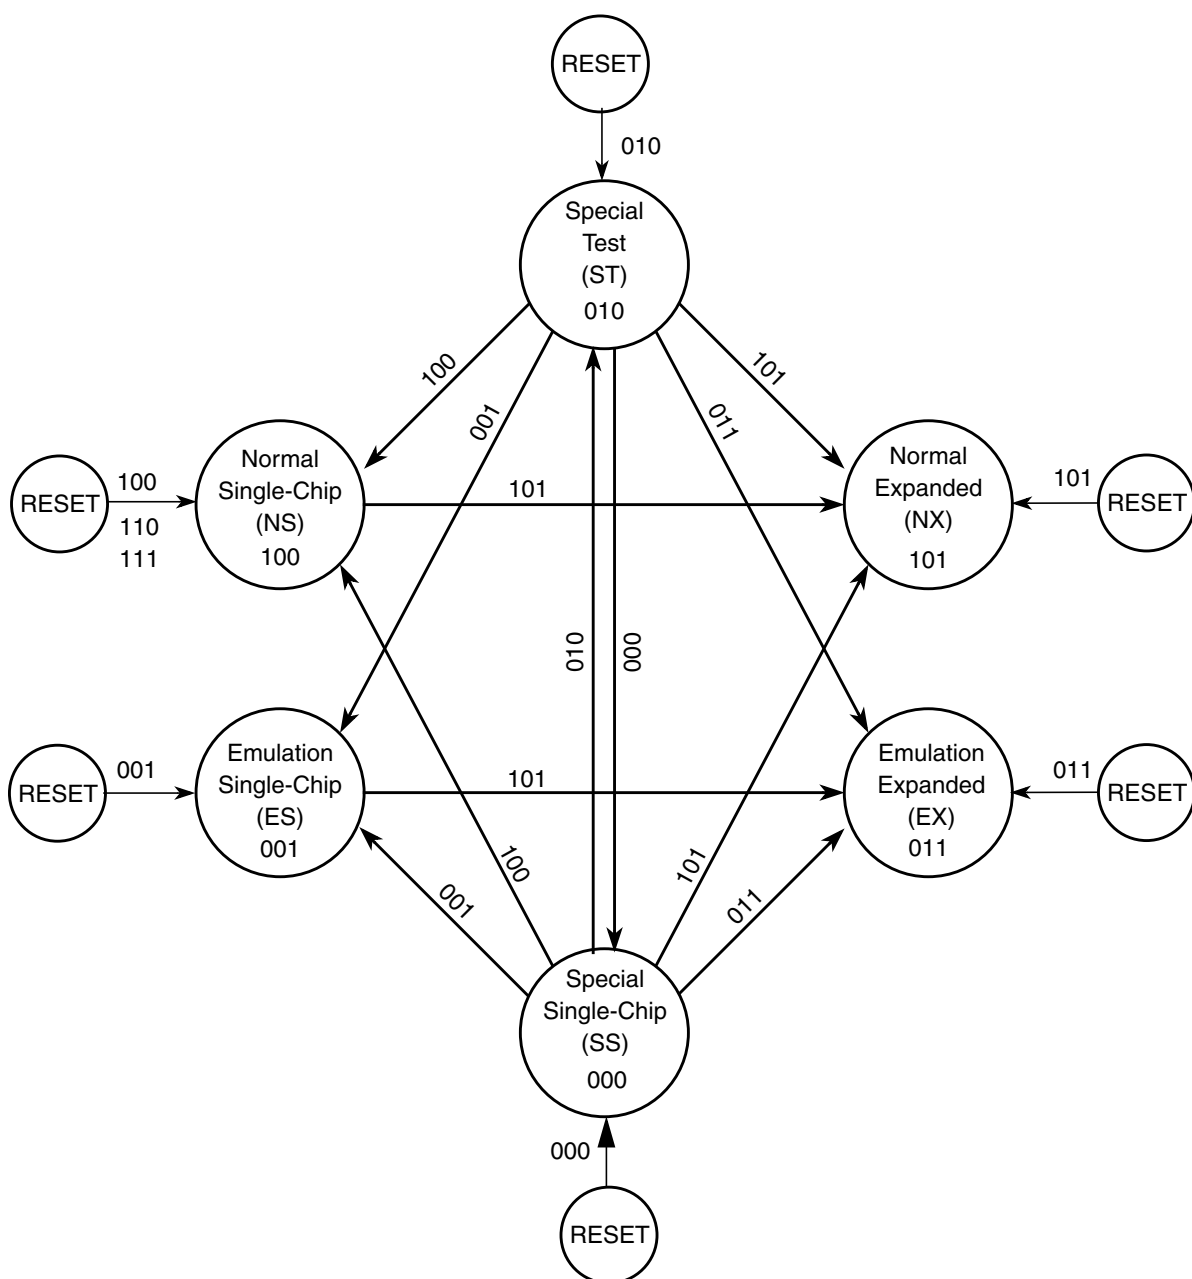 RESET
010
Special
Test
(ST)
010
100
001
101
011
RESET
100
110
111
Normal
Single-Chip
(NS)
100
101
Normal
Expanded
(NX)
101
101
RESET
010
000
RESET
001
Emulation
Single-Chip
(ES)
001
101
Emulation
Expanded
(EX)
011
011
RESET
001
100
101
011
Special
Single-Chip
(SS)
000
000
RESET